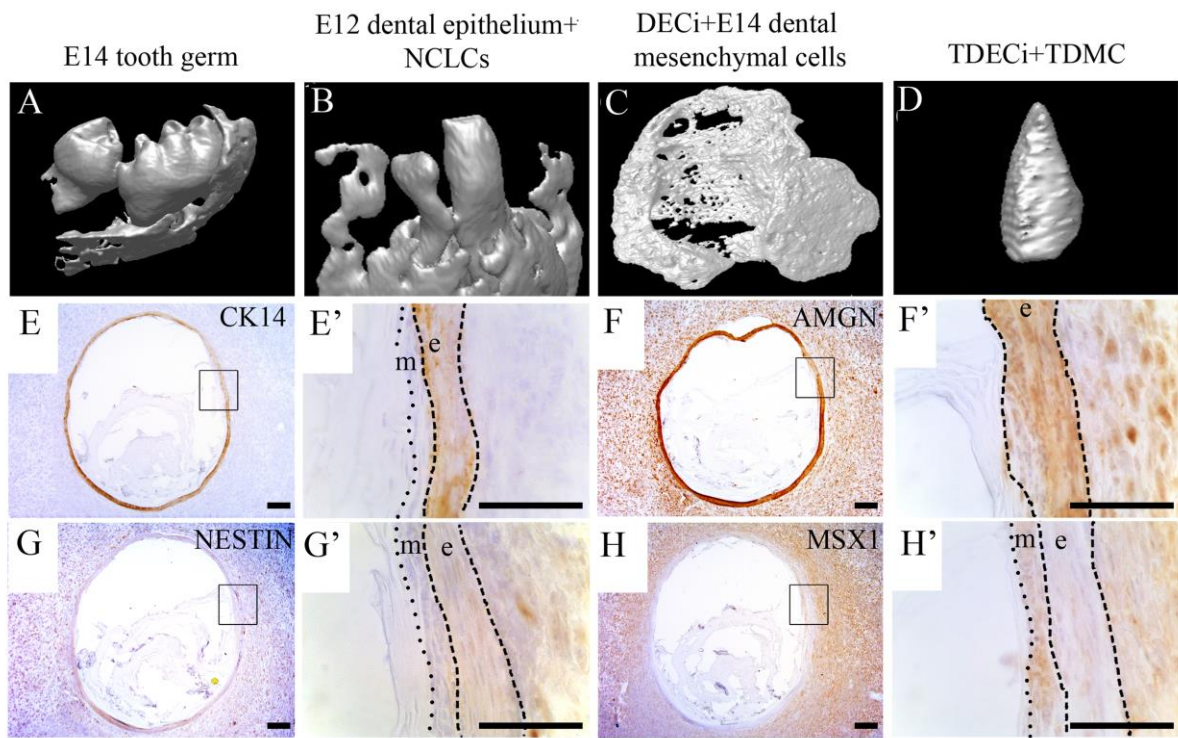 E14 tooth germ
E12 dental epithelium+
NCLCs
DECi+E14 dental
mesenchymal cells
TDECi+TDMC
A
B
C
D
E
CK14
E'
m
e
F
AMGN
F'
e
G
NESTIN
G'
m
e
H
MSX1
H'
m
e